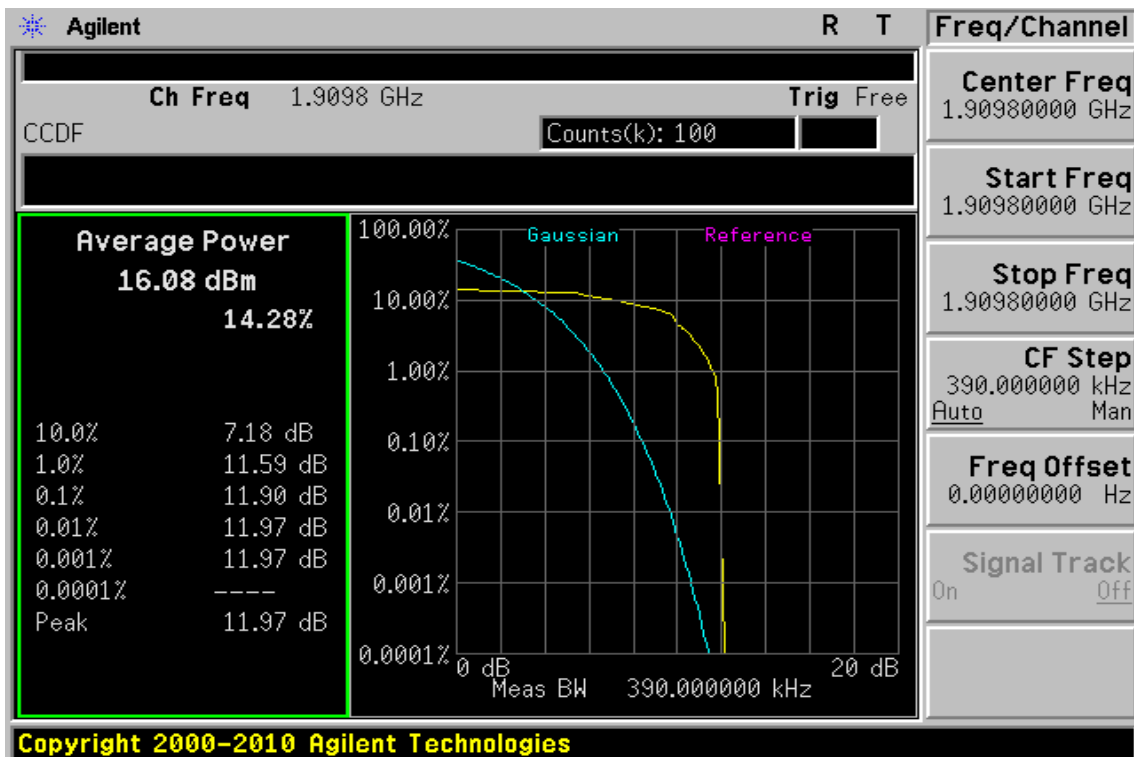 Agilent R T
Ch Freq 1.9098 GHz Trig Free
CCDF
Counts(k): 100
Average Power
16.08 dBm
14.28%
10.0% 7.18 dB
1.0% 11.59 dB
0.1% 11.90 dB
0.01% 11.97 dB
0.001% 11.97 dB
0.0001% ----
Peak 11.97 dB
Gaussian Reference
100.00%
10.00%
1.00%
0.10%
0.01%
0.001%
0.0001%
0 dB 20 dB
Meas BW 390.000000 kHz
Freq/Channel
Center Freq
1.90980000 GHz
Start Freq
1.90980000 GHz
Stop Freq
1.90980000 GHz
CF Step
390.000000 kHz
Auto Man
Freq Offset
0.00000000 Hz
Signal Track
On Off
Copyright 2000-2010 Agilent Technologies